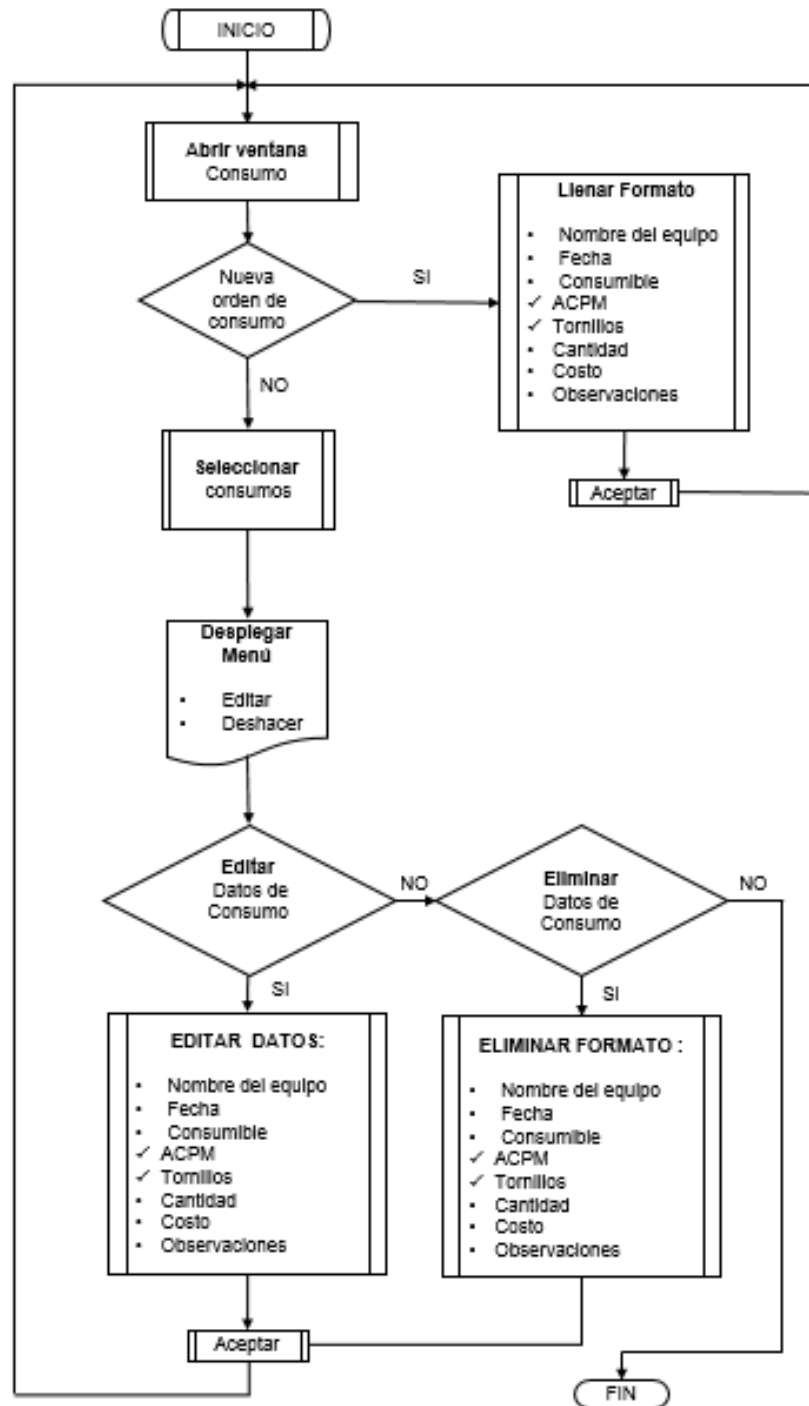 INICIO
Abrir ventana
Consumo
Nueva
orden de
consumo
SI
Llenar Formato
▪ Nombre del equipo
▪ Fecha
▪ Consumible
✓ ACPM
✓ Tornillos
▪ Cantidad
▪ Costo
▪ Observaciones
Aceptar
NO
Seleccionar
consumos
Desplegar
Menú
▪ Editar
▪ Deshacer
Editar
Datos de
Consumo
NO
Eliminar
Datos de
Consumo
NO
SI
EDITAR DATOS:
▪ Nombre del equipo
▪ Fecha
▪ Consumible
✓ ACPM
✓ Tornillos
▪ Cantidad
▪ Costo
▪ Observaciones
SI
ELIMINAR FORMATO :
▪ Nombre del equipo
▪ Fecha
▪ Consumible
✓ ACPM
✓ Tornillos
▪ Cantidad
▪ Costo
▪ Observaciones
Aceptar
FIN